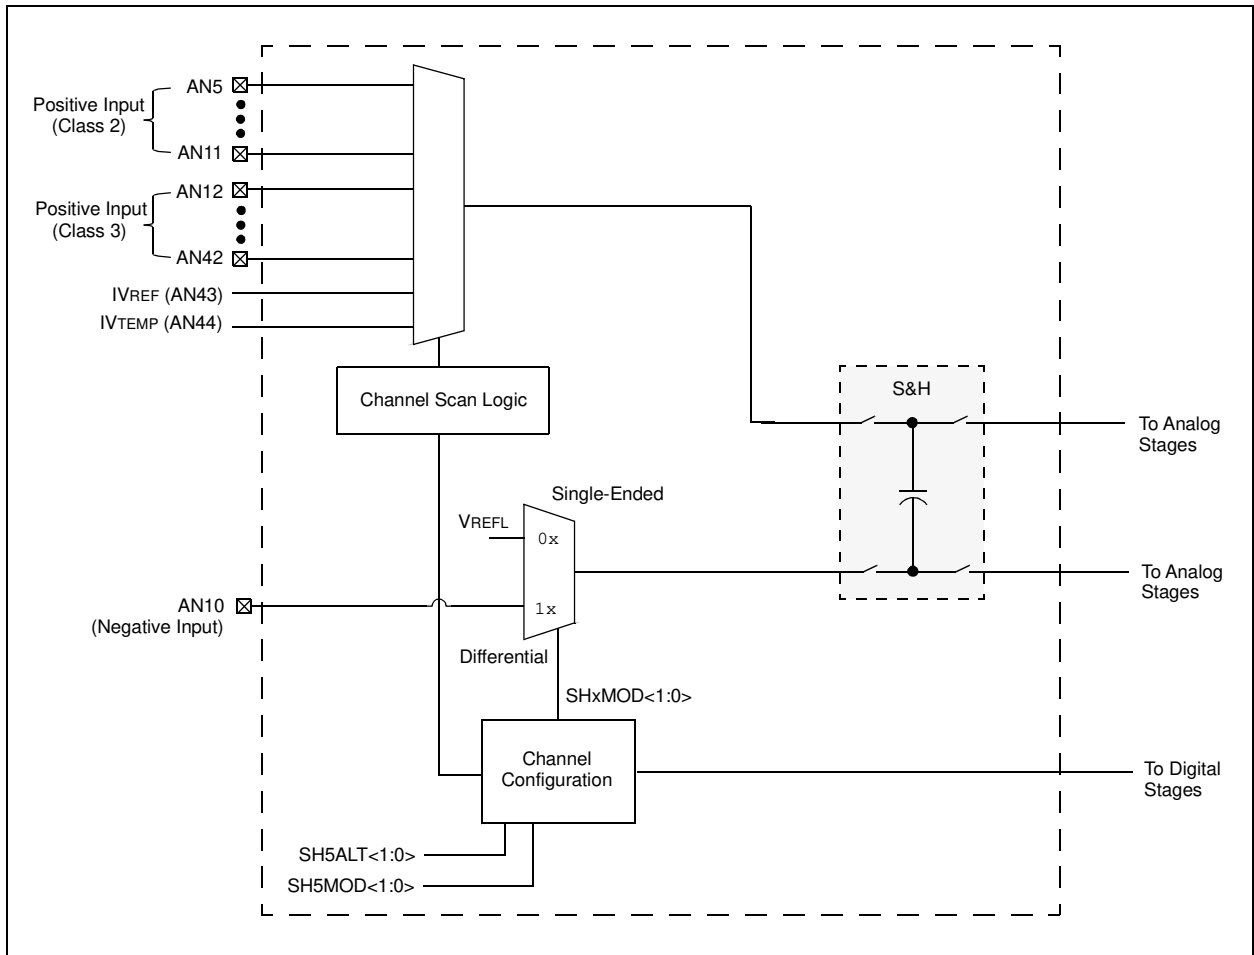 AN5
Positive Input
(Class 2)
AN11
AN12
Positive Input
(Class 3)
AN42
IVREF (AN43)
IVTEMP (AN44)
Channel Scan Logic
S&H
To Analog
Stages
Single-Ended
VREFL
0x
To Analog
Stages
AN10
(Negative Input)
1x
Differential
SHxMOD<1:0>
Channel
Configuration
To Digital
Stages
SH5ALT<1:0>
SH5MOD<1:0>